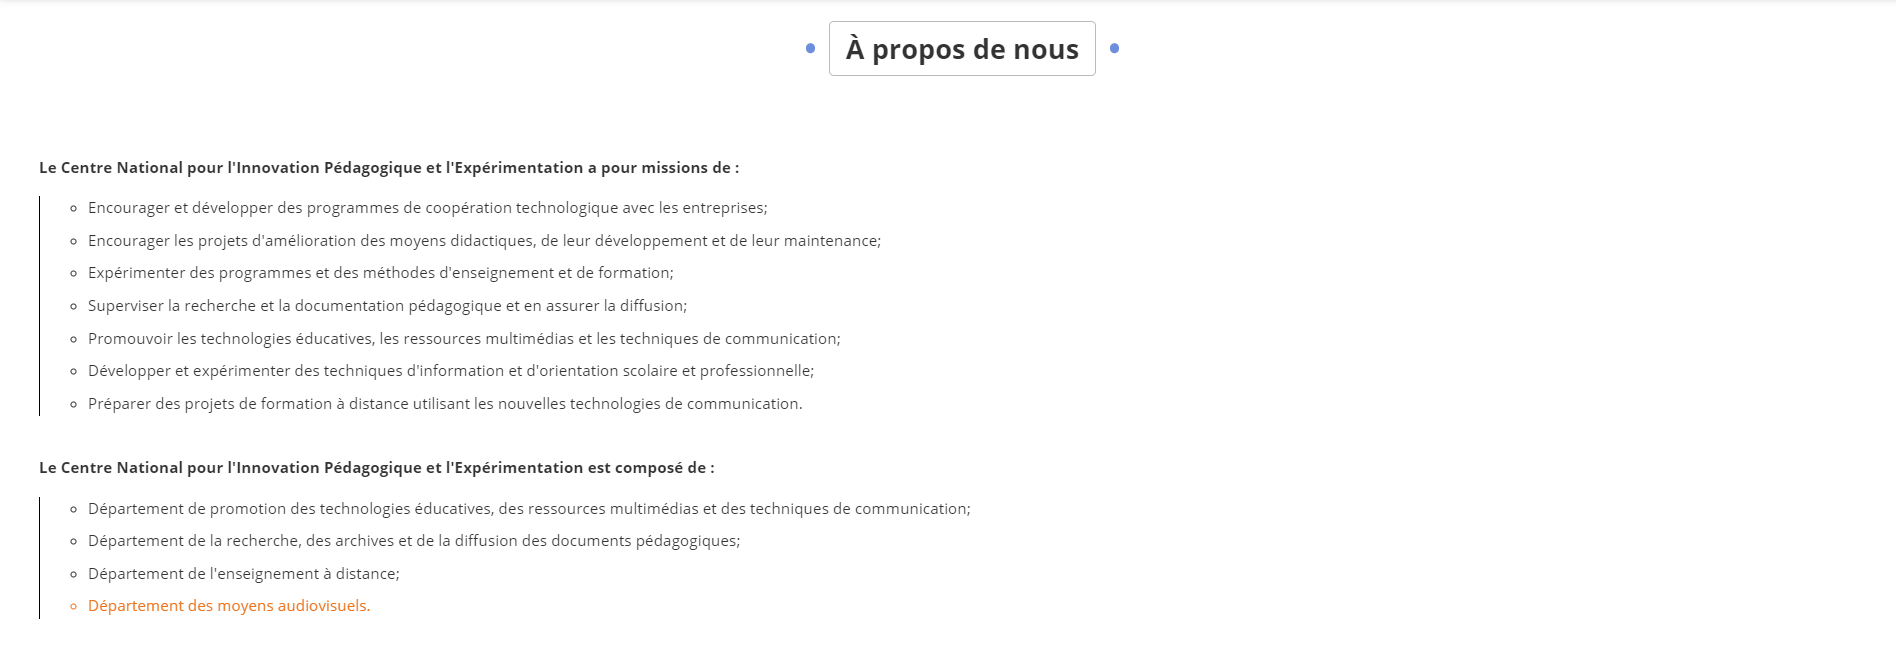 À propos de nous
Le Centre National pour l'Innovation Pédagogique et l'Expérimentation a pour missions de :
Encourager et développer des programmes de coopération technologique avec les entreprises;
Encourager les projets d'amélioration des moyens didactiques, de leur développement et de leur maintenance;
Expérimenter des programmes et des méthodes d'enseignement et de formation;
Superviser la recherche et la documentation pédagogique et en assurer la diffusion;
Promouvoir les technologies éducatives, les ressources multimédias et les techniques de communication;
Développer et expérimenter des techniques d'information et d'orientation scolaire et professionnelle;
Préparer des projets de formation à distance utilisant les nouvelles technologies de communication.
Le Centre National pour l'Innovation Pédagogique et l'Expérimentation est composé de :
Département de promotion des technologies éducatives, des ressources multimédias et des techniques de communication;
Département de la recherche, des archives et de la diffusion des documents pédagogiques;
Département de l'enseignement à distance;
Département des moyens audiovisuels.